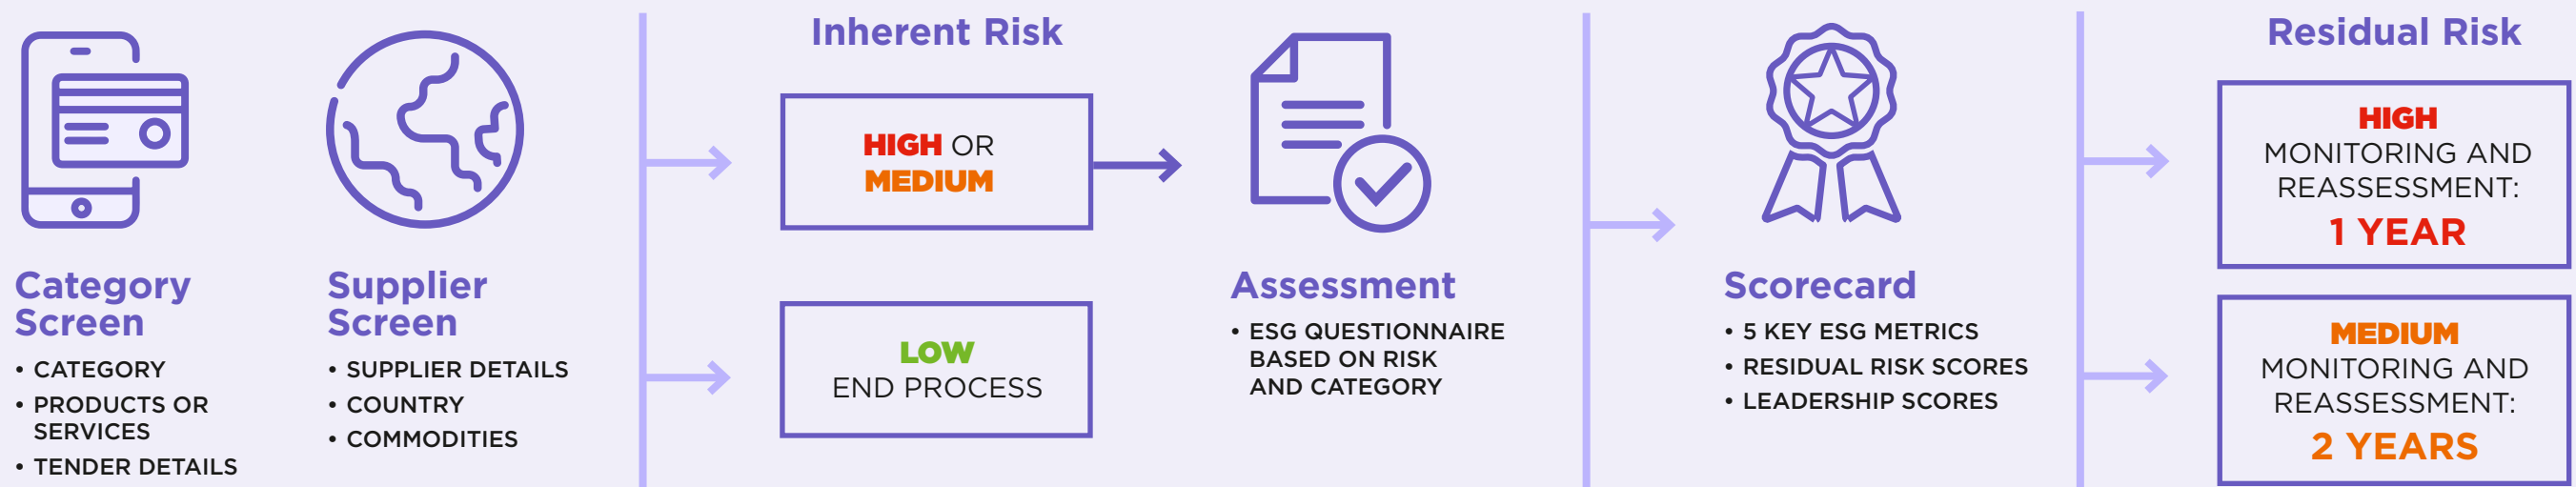 Category
Screen
• CATEGORY
• PRODUCTS OR
SERVICES
• TENDER DETAILS
Supplier
Screen
• SUPPLIER DETAILS
• COUNTRY
• COMMODITIES
Inherent Risk
HIGH OR
MEDIUM
LOW
END PROCESS
Assessment
• ESG QUESTIONNAIRE
BASED ON RISK
AND CATEGORY
Scorecard
• 5 KEY ESG METRICS
• RESIDUAL RISK SCORES
• LEADERSHIP SCORES
Residual Risk
HIGH
MONITORING AND
REASSESSMENT:
1 YEAR
MEDIUM
MONITORING AND
REASSESSMENT:
2 YEARS